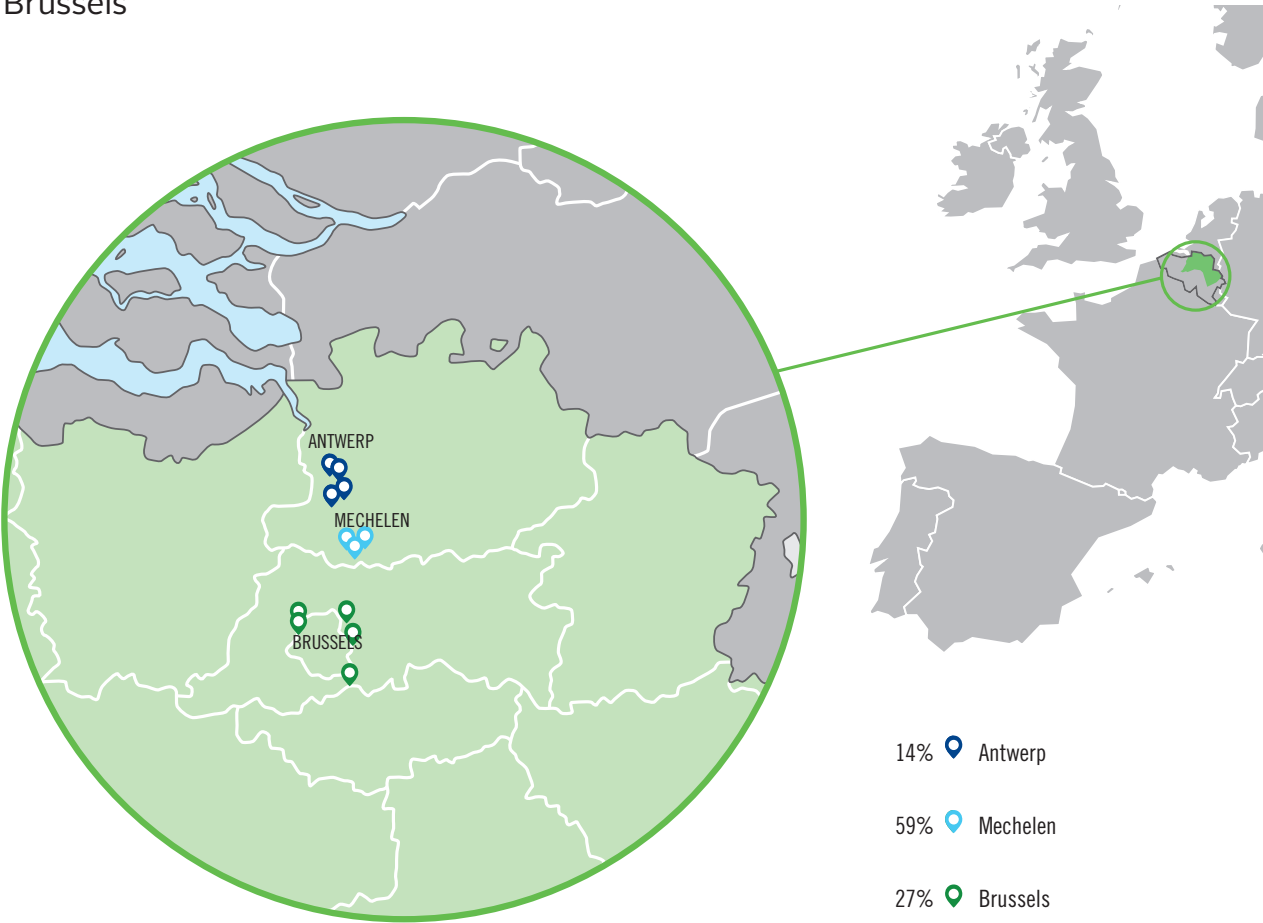 Brussels
ANTWERP
MECHELEN
BRUSSELS
14% Antwerp
59% Mechelen
27% Brussels